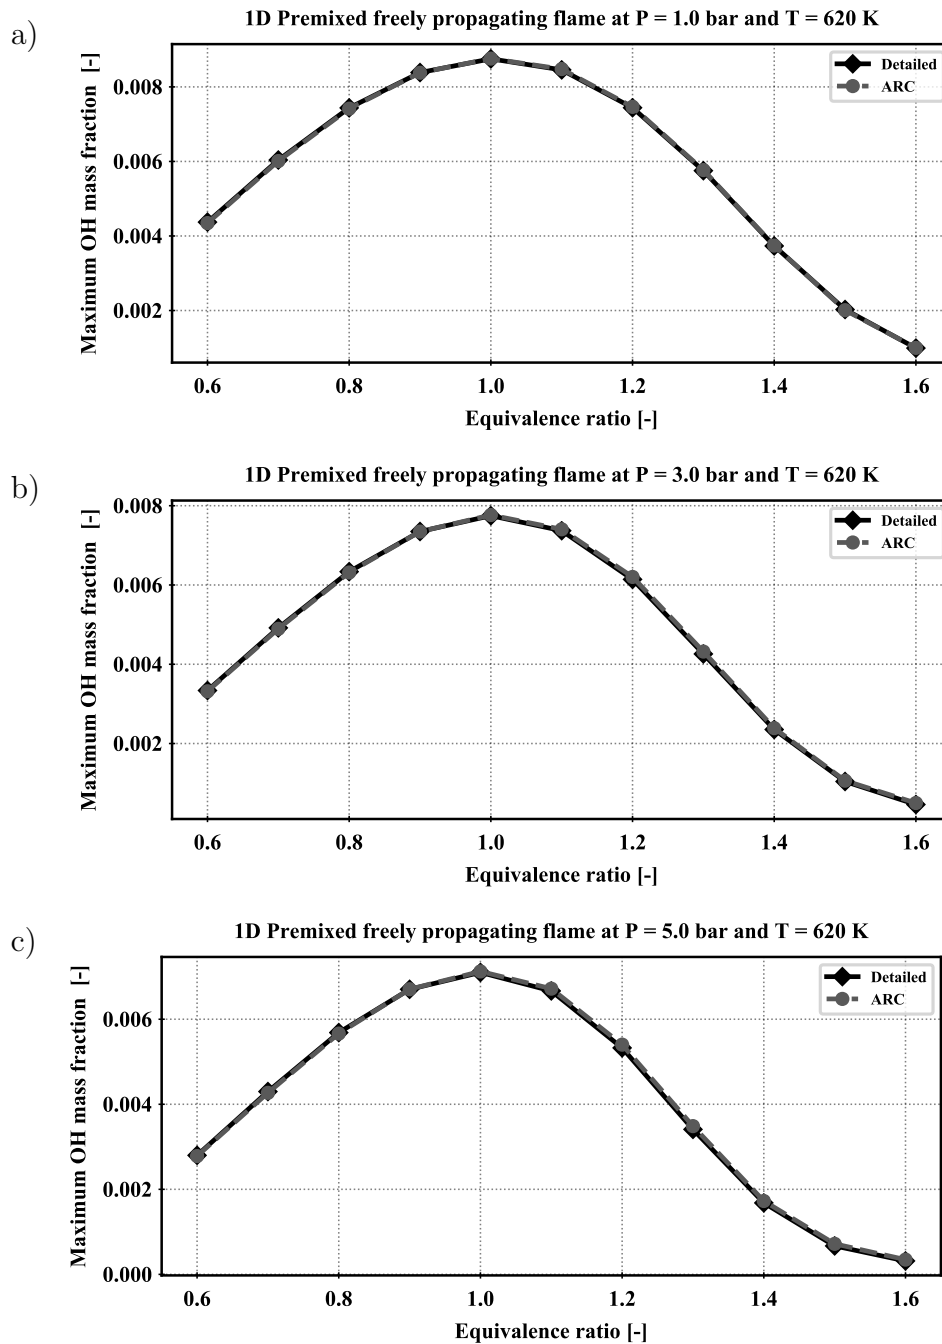 a)
1D Premixed freely propagating flame at P = 1.0 bar and T = 620 K
Maximum OH mass fraction [-]
0.008
0.006
0.004
0.002
Detailed
ARC
0.6 0.8 1.0 1.2 1.4 1.6
Equivalence ratio [-]
b)
1D Premixed freely propagating flame at P = 3.0 bar and T = 620 K
Maximum OH mass fraction [-]
0.008
0.006
0.004
0.002
Detailed
ARC
0.6 0.8 1.0 1.2 1.4 1.6
Equivalence ratio [-]
c)
1D Premixed freely propagating flame at P = 5.0 bar and T = 620 K
Maximum OH mass fraction [-]
0.006
0.004
0.002
0.000
Detailed
ARC
0.6 0.8 1.0 1.2 1.4 1.6
Equivalence ratio [-]